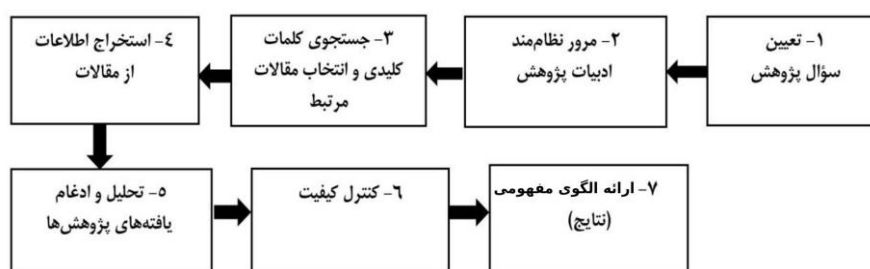 ۱- تعیین
سؤال پژوهش
۲- مرور نظام‌مند
ادبیات پژوهش
۳- جستجوی کلمات
کلیدی و انتخاب مقالات
مرتبط
٤- استخراج اطلاعات
از مقالات
٥- تحلیل و ادغام
یافته‌های پژوهش‌ها
٦- کنترل کیفیت
۷- ارائه الگوی مفهومی
(نتایج)